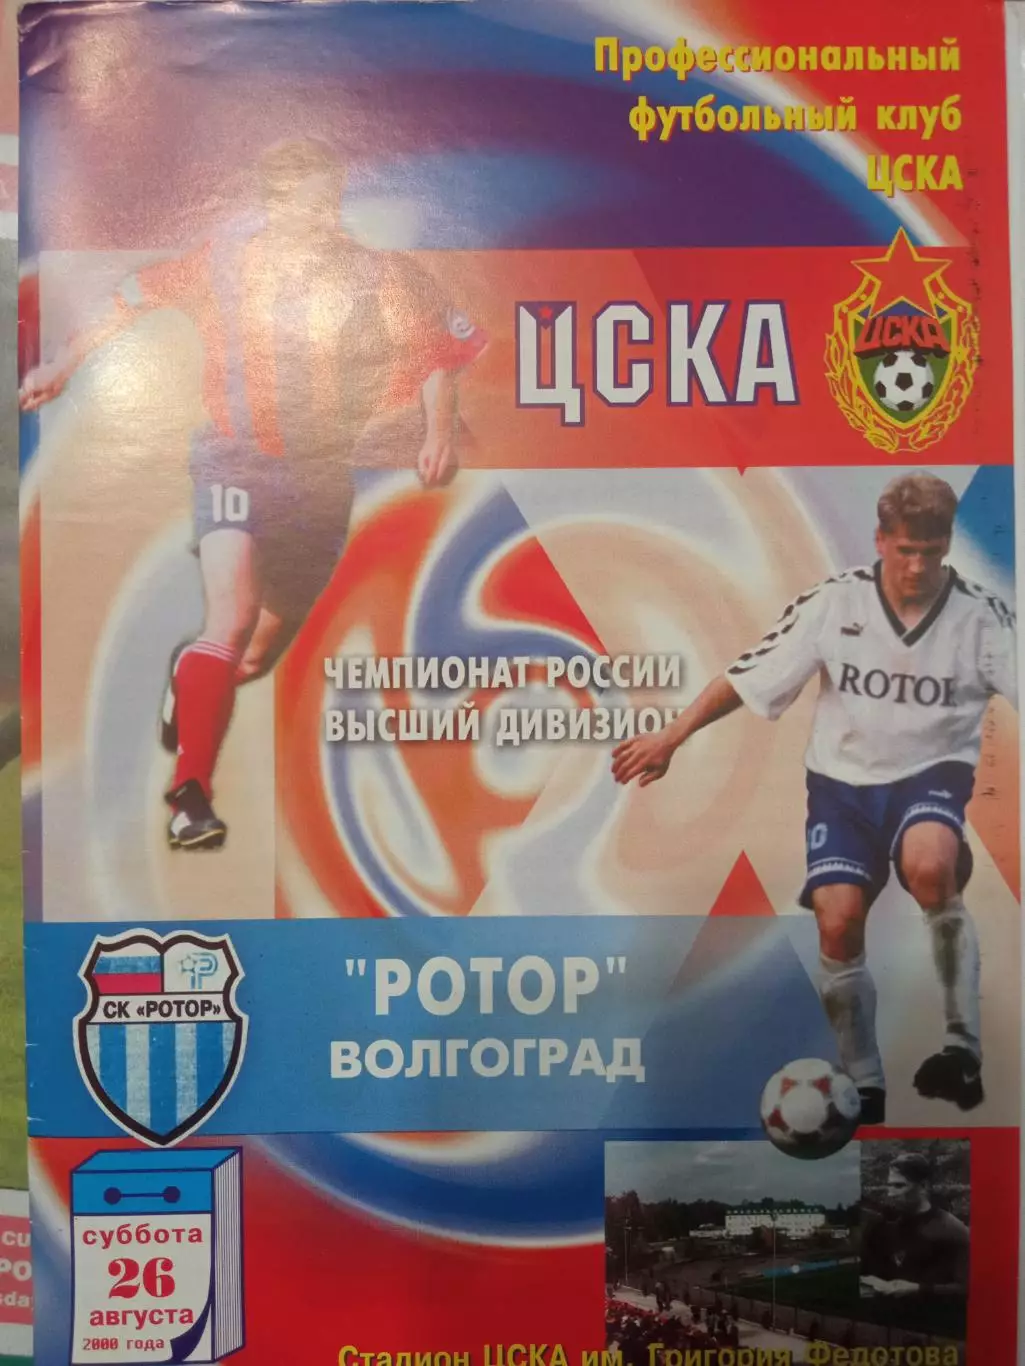 Профессиональный
футбольный клуб
ЦСКА
ЦСКА
ЦСКА
10
ЧЕМПИОНАТ РОССИИ
ВЫСШИЙ ДИВИЗИОН
ROTOR
СК «РОТОР»
"РОТОР"
ВОЛГОГРАД
суббота
26
августа
2000 года
Стадион ЦСКА им. Григория Федотова